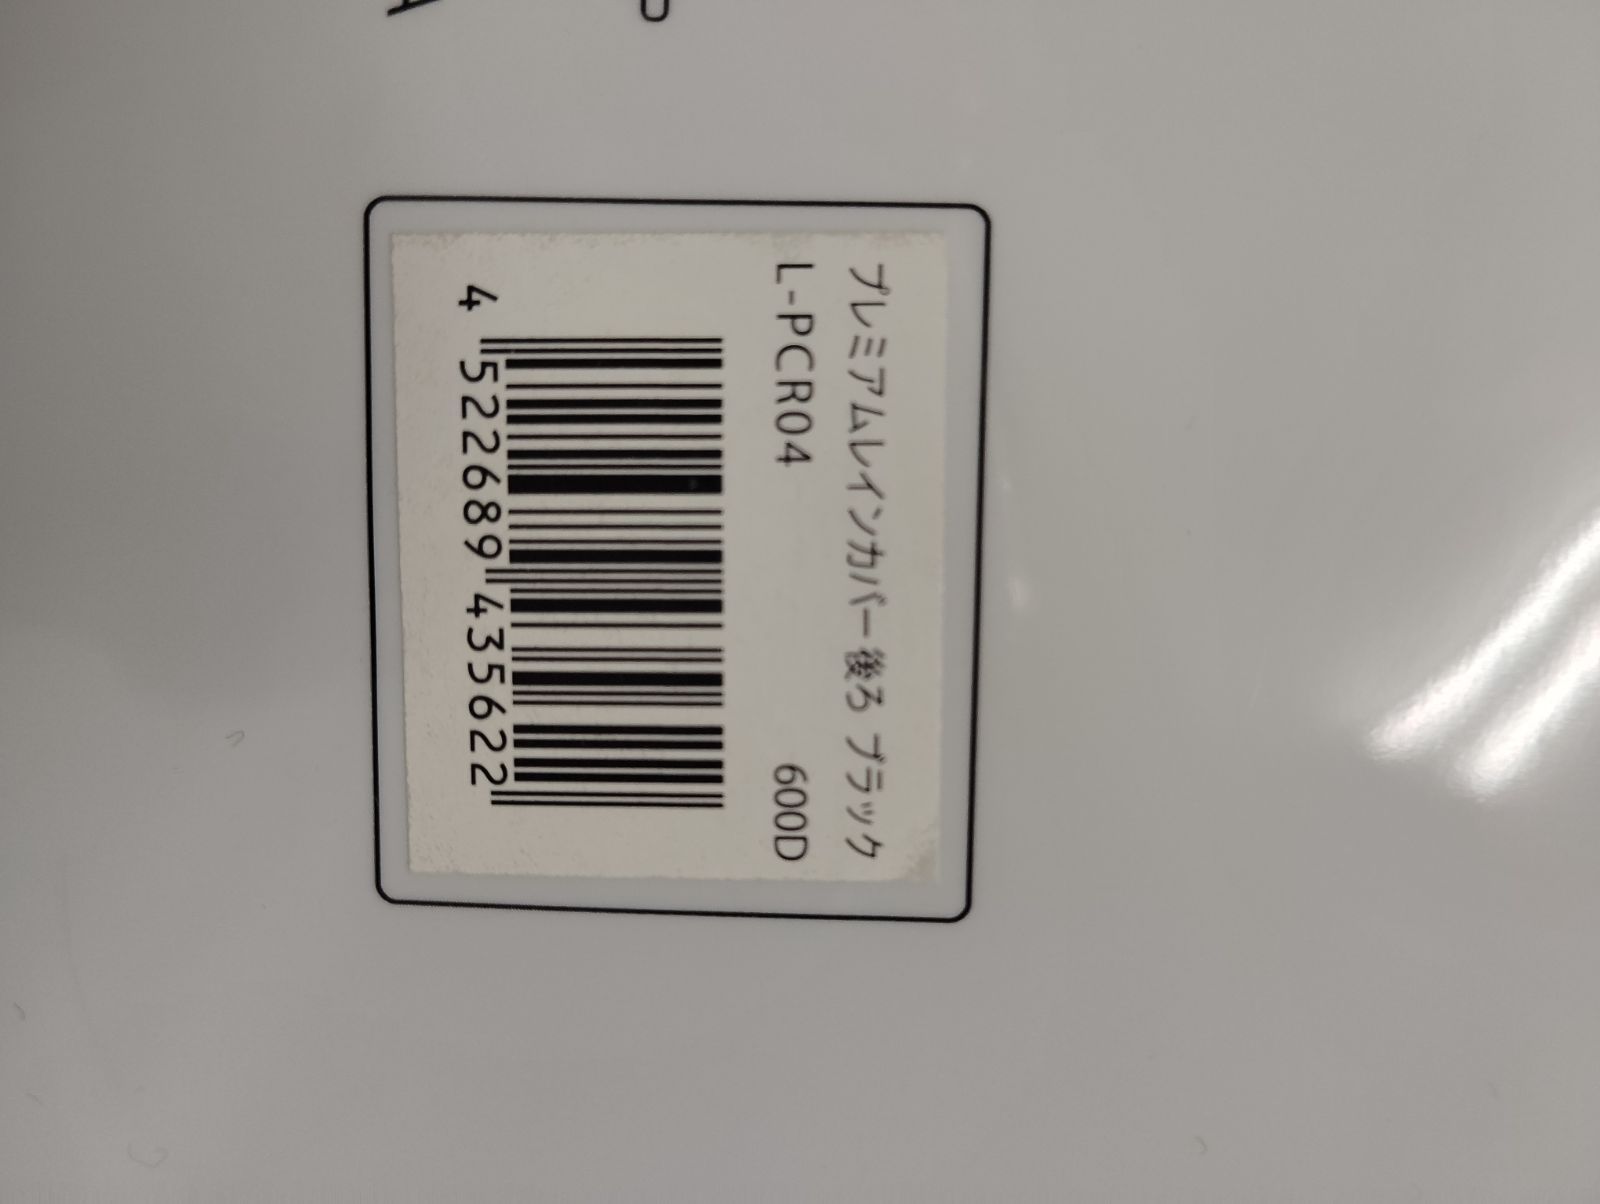 プレミアムレインカバー後ろ ブラック
L-PCR04 600D
4 522689 435622